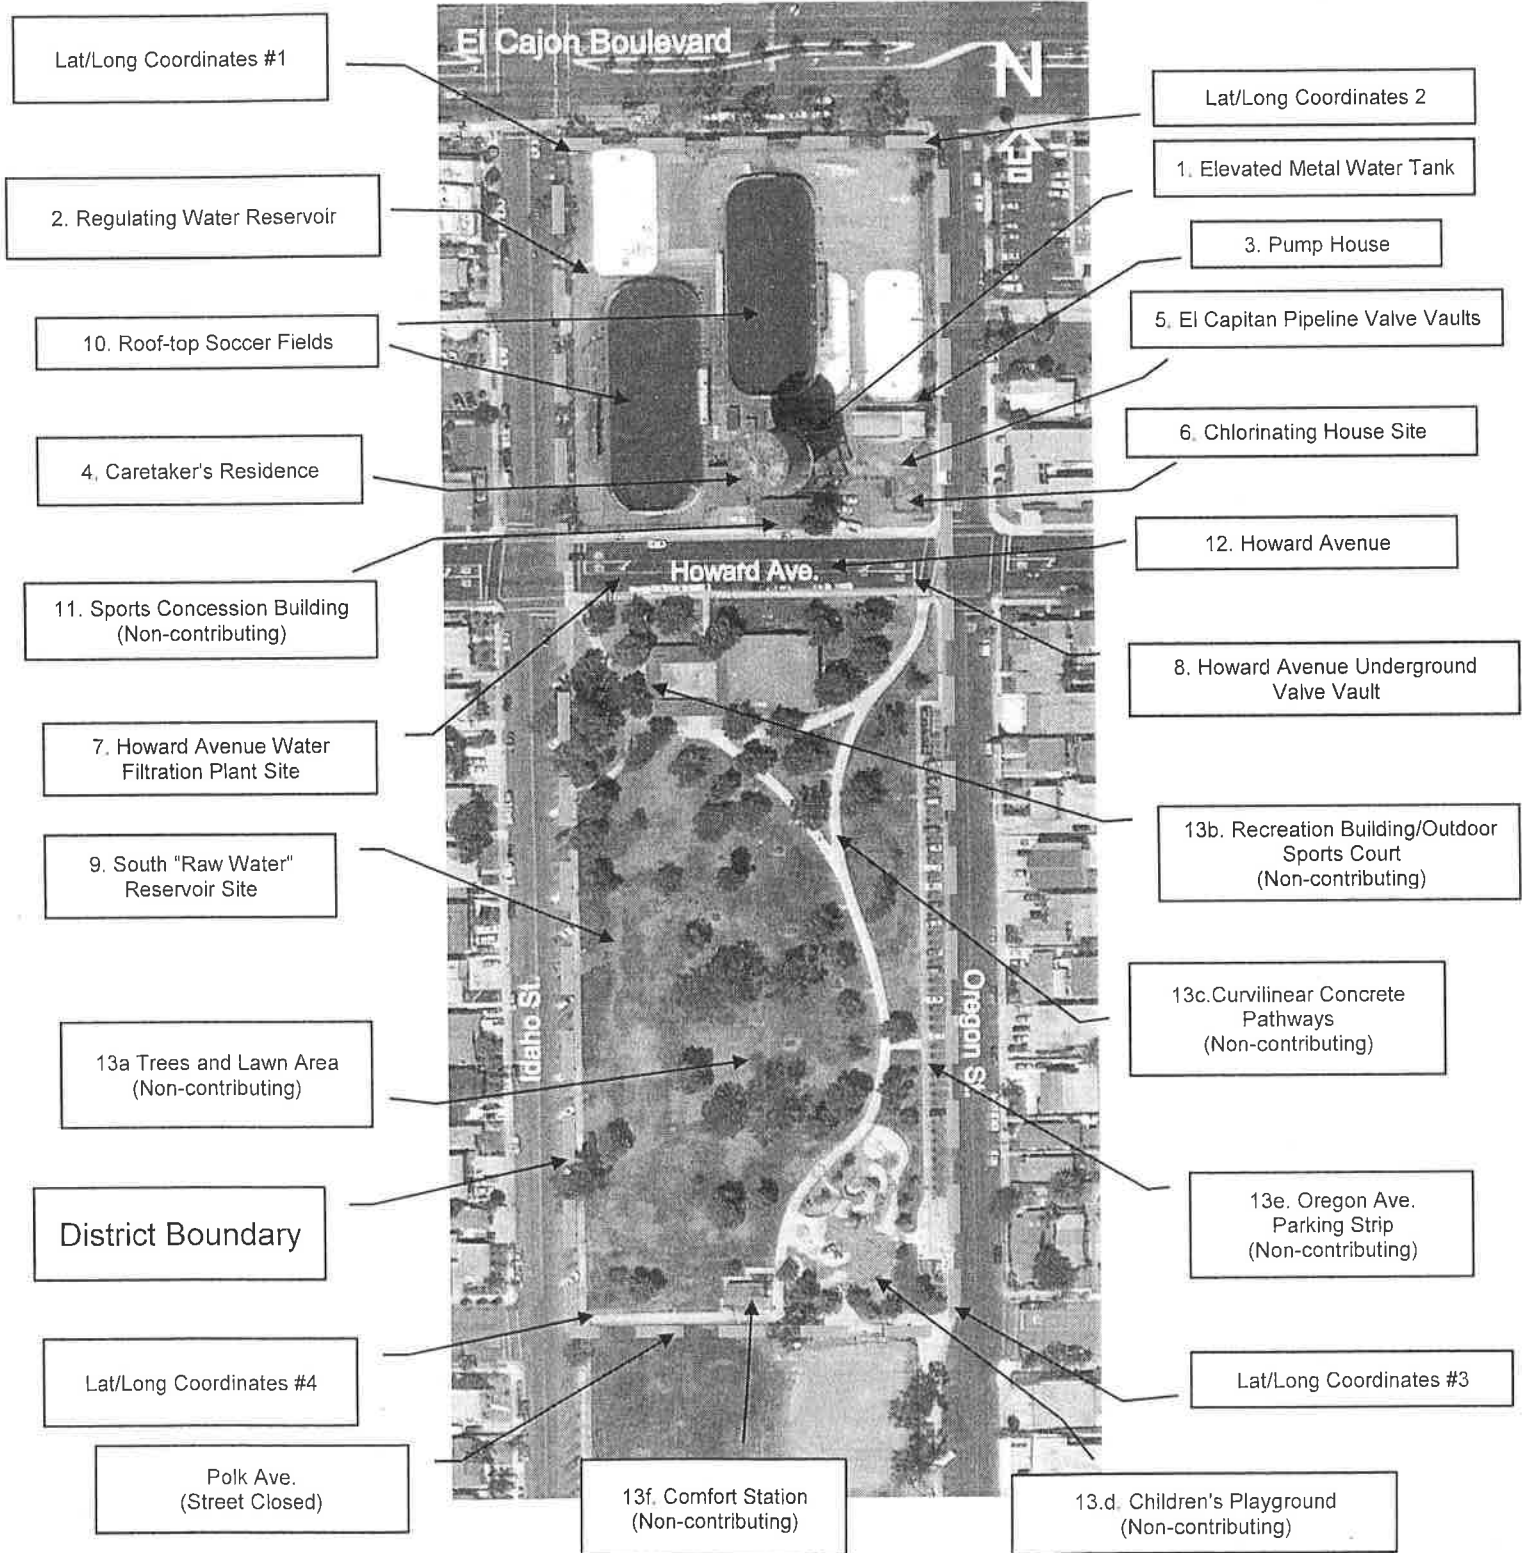 El Cajon Boulevard
N
Lat/Long Coordinates #1
Lat/Long Coordinates 2
1. Elevated Metal Water Tank
2. Regulating Water Reservoir
3. Pump House
5. El Capitan Pipeline Valve Vaults
10. Roof-top Soccer Fields
6. Chlorinating House Site
4. Caretaker's Residence
12. Howard Avenue
Howard Ave.
11. Sports Concession Building
(Non-contributing)
8. Howard Avenue Underground
Valve Vault
7. Howard Avenue Water
Filtration Plant Site
13b. Recreation Building/Outdoor
Sports Court
(Non-contributing)
9. South "Raw Water"
Reservoir Site
Idaho St.
Oregon St.
13c.Curvilinear Concrete
Pathways
(Non-contributing)
13a Trees and Lawn Area
(Non-contributing)
13e. Oregon Ave.
Parking Strip
(Non-contributing)
District Boundary
Lat/Long Coordinates #4
Lat/Long Coordinates #3
Polk Ave.
(Street Closed)
13f. Comfort Station
(Non-contributing)
13.d. Children's Playground
(Non-contributing)